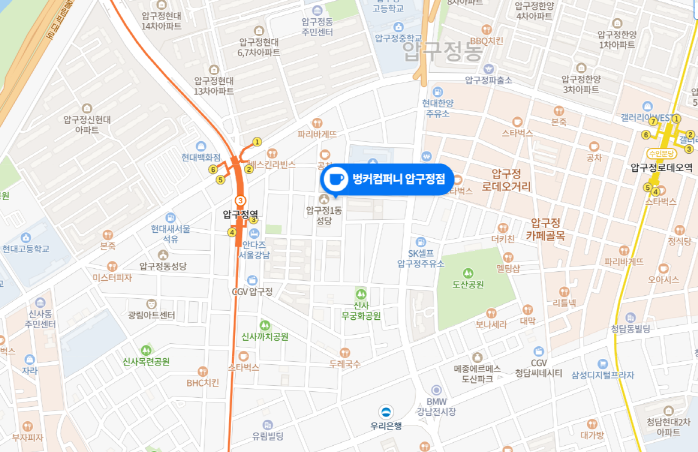 압구정현대
14차아파트
압구정동
주민센터
고등학교
8차아파트
압구정한양
4차아파트
BBQ치킨
압구정현대
6,7차아파트
압구정중학교
압구정동
압구정한양
1차아파트
압구정현대
13차아파트
압구정파출소
압구정한양
3차아파트
현대한양
주유소
압구정신현대
아파트
파리바게뜨
스타벅스
본죽
갤러리아WEST
현대백화점
배스킨라빈스
공차
공차
압구정로데오역
벙커컴퍼니 압구정점
압구정
로데오거리
스타벅스
압구정1동
성당
3
압구정역
현대새서울
석유
압구정
카페골목
본죽
더키친
정식당
현대고등학교
안다즈
서울강남
SK셀프
압구정주유소
압구정동성당
멜팅샵
파리바게뜨
미스터피자
도산공원
오아시스
CGV 압구정
신사
무궁화공원
리틀넥
신사동
주민센터
광림아트센터
보나세라
대막
청담동빌딩
신사까치공원
신사목련공원
두레국수
자라
스타벅스
메종에르메스
도산파크
CGV
청담씨네시티
삼성디지털프라자
BHC치킨
BMW
강남전시장
우리은행
청담현대2차
아파트
부자피자
유림빌딩
대가방